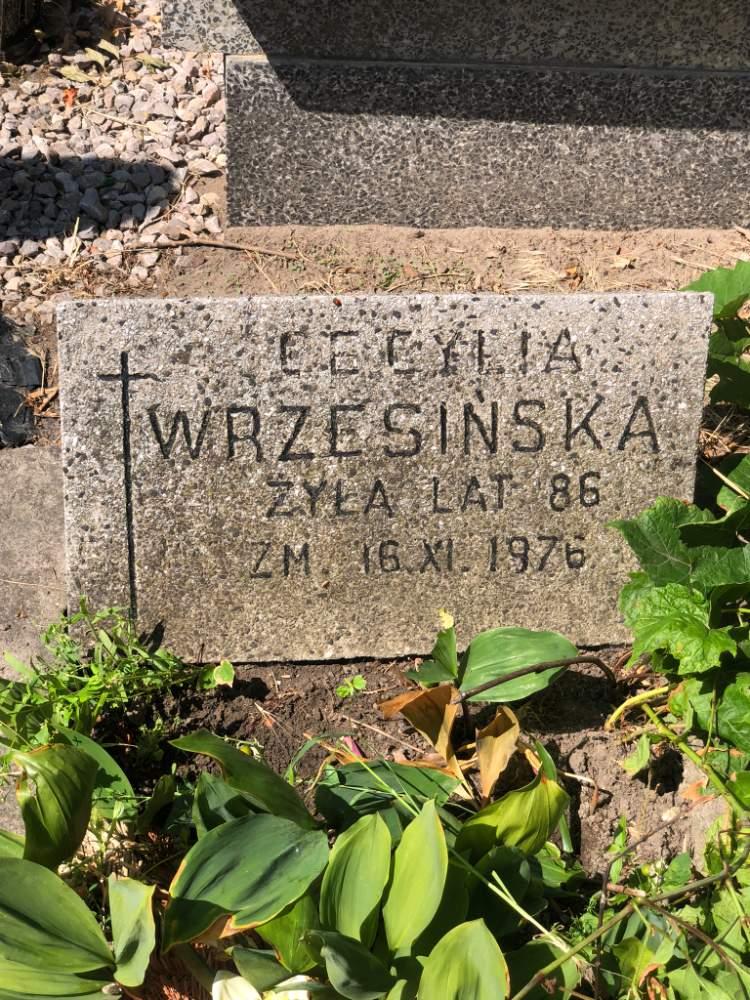 CECYLIA
WRZESIŃSKA
ŻYŁA LAT 86
ZM. 16.XI.1976